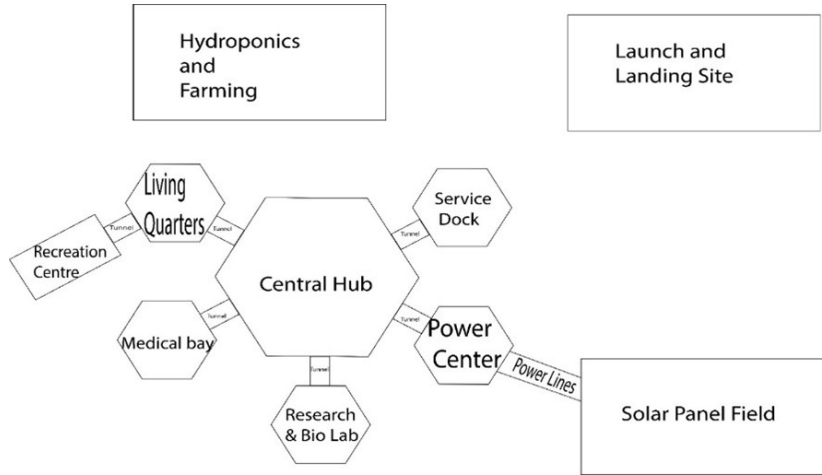 Hydroponics
and
Farming
Launch and
Landing Site
Living
Quarters
Tunnel
Tunnel
Recreation
Centre
Service
Dock
Tunnel
Central Hub
Medical bay
Tunnel
Tunnel
Power
Center
Power Lines
Tunnel
Research
& Bio Lab
Solar Panel Field